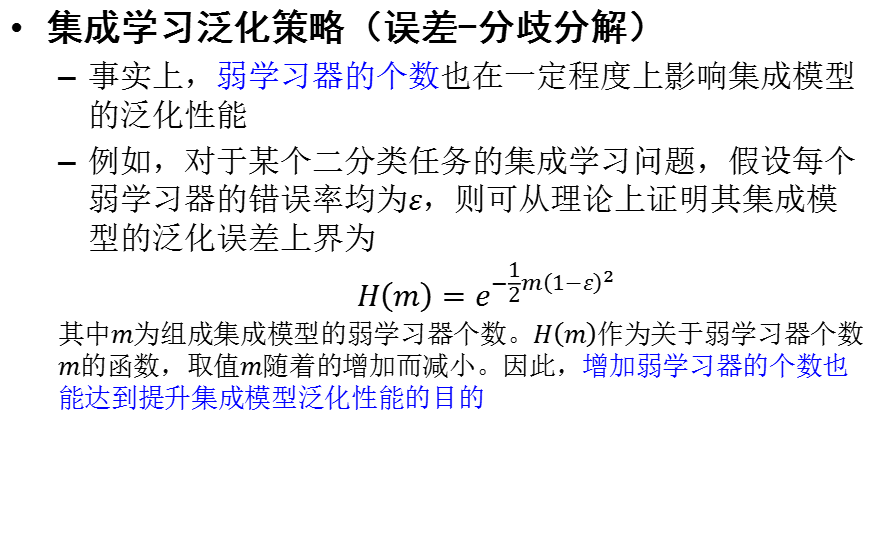 • 集成学习泛化策略（误差-分歧分解）
– 事实上，弱学习器的个数也在一定程度上影响集成模型
的泛化性能
– 例如，对于某个二分类任务的集成学习问题，假设每个
弱学习器的错误率均为ε，则可从理论上证明其集成模
型的泛化误差上界为
H(m) = e^{-\frac{1}{2}m(1-ε)^2}
其中m为组成集成模型的弱学习器个数。H(m)作为关于弱学习器个数
m的函数，取值m随着的增加而减小。因此，增加弱学习器的个数也
能达到提升集成模型泛化性能的目的